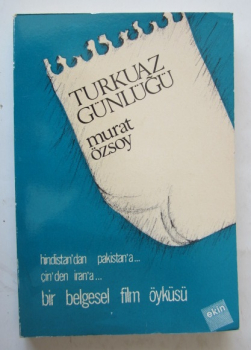 TURKUAZ
GÜNLÜĞÜ
murat
özsoy
hindistan'dan pakistan'a...
çin'den iran'a...
bir belgesel film öyküsü
ekin